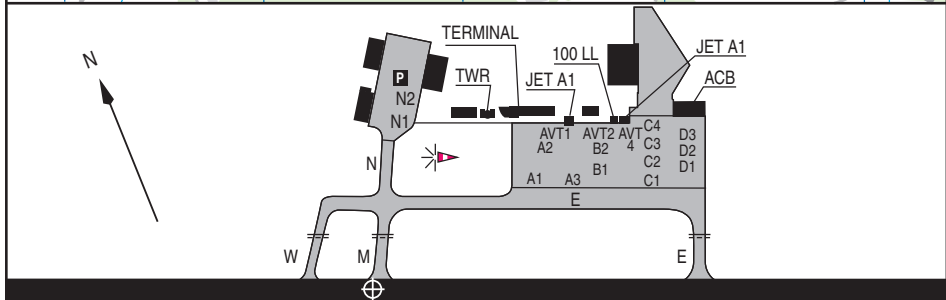 TERMINAL
JET A1
N
100 LL
P
TWR
JET A1
ACB
N2
N1
AVT1
AVT2
AVT
4
C4
D3
A2
B2
C3
D2
N
B1
C2
D1
A1
A3
C1
E
W
M
E